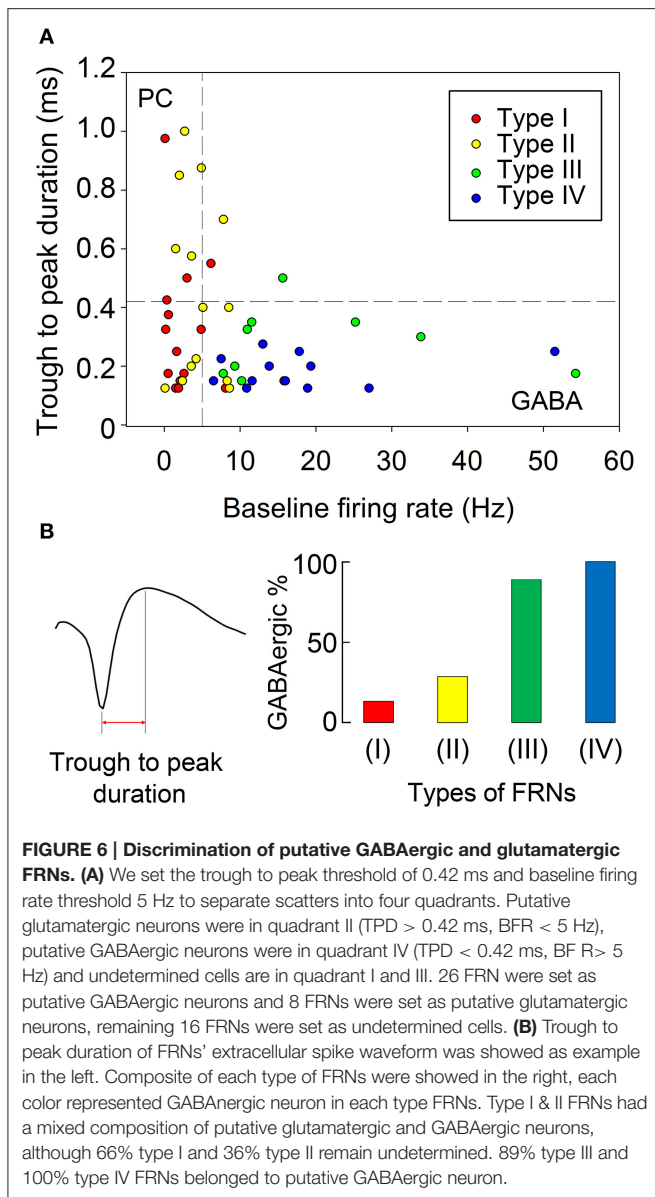 A
Trough to peak duration (ms)
1.2
1.0
0.8
0.6
0.4
0.2
0
PC
Type I
Type II
Type III
Type IV
GABA
0 10 20 30 40 50 60
Baseline firing rate (Hz)
B
Trough to peak
duration
GABAergic %
100
50
0
(I) (II) (III) (IV)
Types of FRNs
FIGURE 6 | Discrimination of putative GABAergic and glutamatergic
FRNs. (A) We set the trough to peak threshold of 0.42 ms and baseline firing
rate threshold 5 Hz to separate scatters into four quadrants. Putative
glutamatergic neurons were in quadrant II (TPD > 0.42 ms, BFR < 5 Hz),
putative GABAergic neurons were in quadrant IV (TPD < 0.42 ms, BF R> 5
Hz) and undetermined cells are in quadrant I and III. 26 FRN were set as
putative GABAergic neurons and 8 FRNs were set as putative glutamatergic
neurons, remaining 16 FRNs were set as undetermined cells. (B) Trough to
peak duration of FRNs' extracellular spike waveform was showed as example
in the left. Composite of each type of FRNs were showed in the right, each
color represented GABAnergic neuron in each type FRNs. Type I & II FRNs had
a mixed composition of putative glutamatergic and GABAergic neurons,
although 66% type I and 36% type II remain undetermined. 89% type III and
100% type IV FRNs belonged to putative GABAergic neuron.